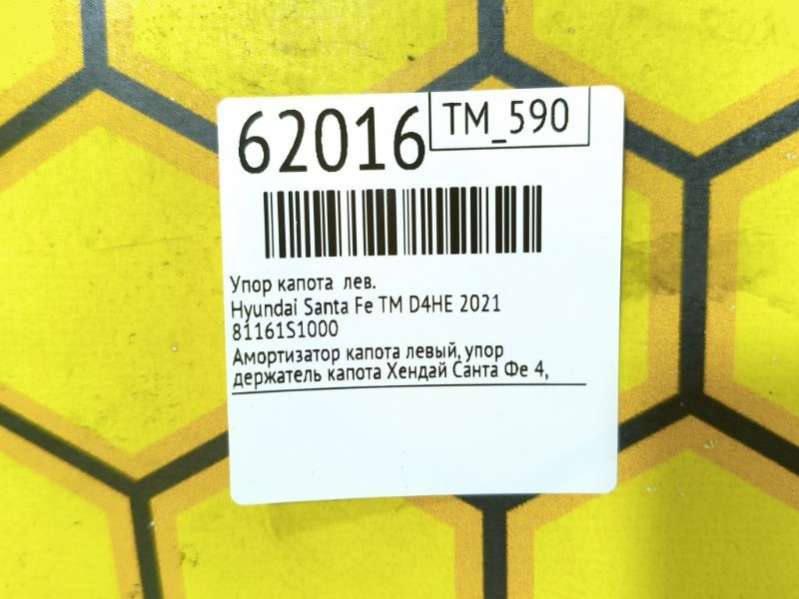 62016
TM_590
Упор капота лев.
Hyundai Santa Fe TM D4HE 2021
81161S1000
Амортизатор капота левый, упор
держатель капота Хендай Санта Фе 4,